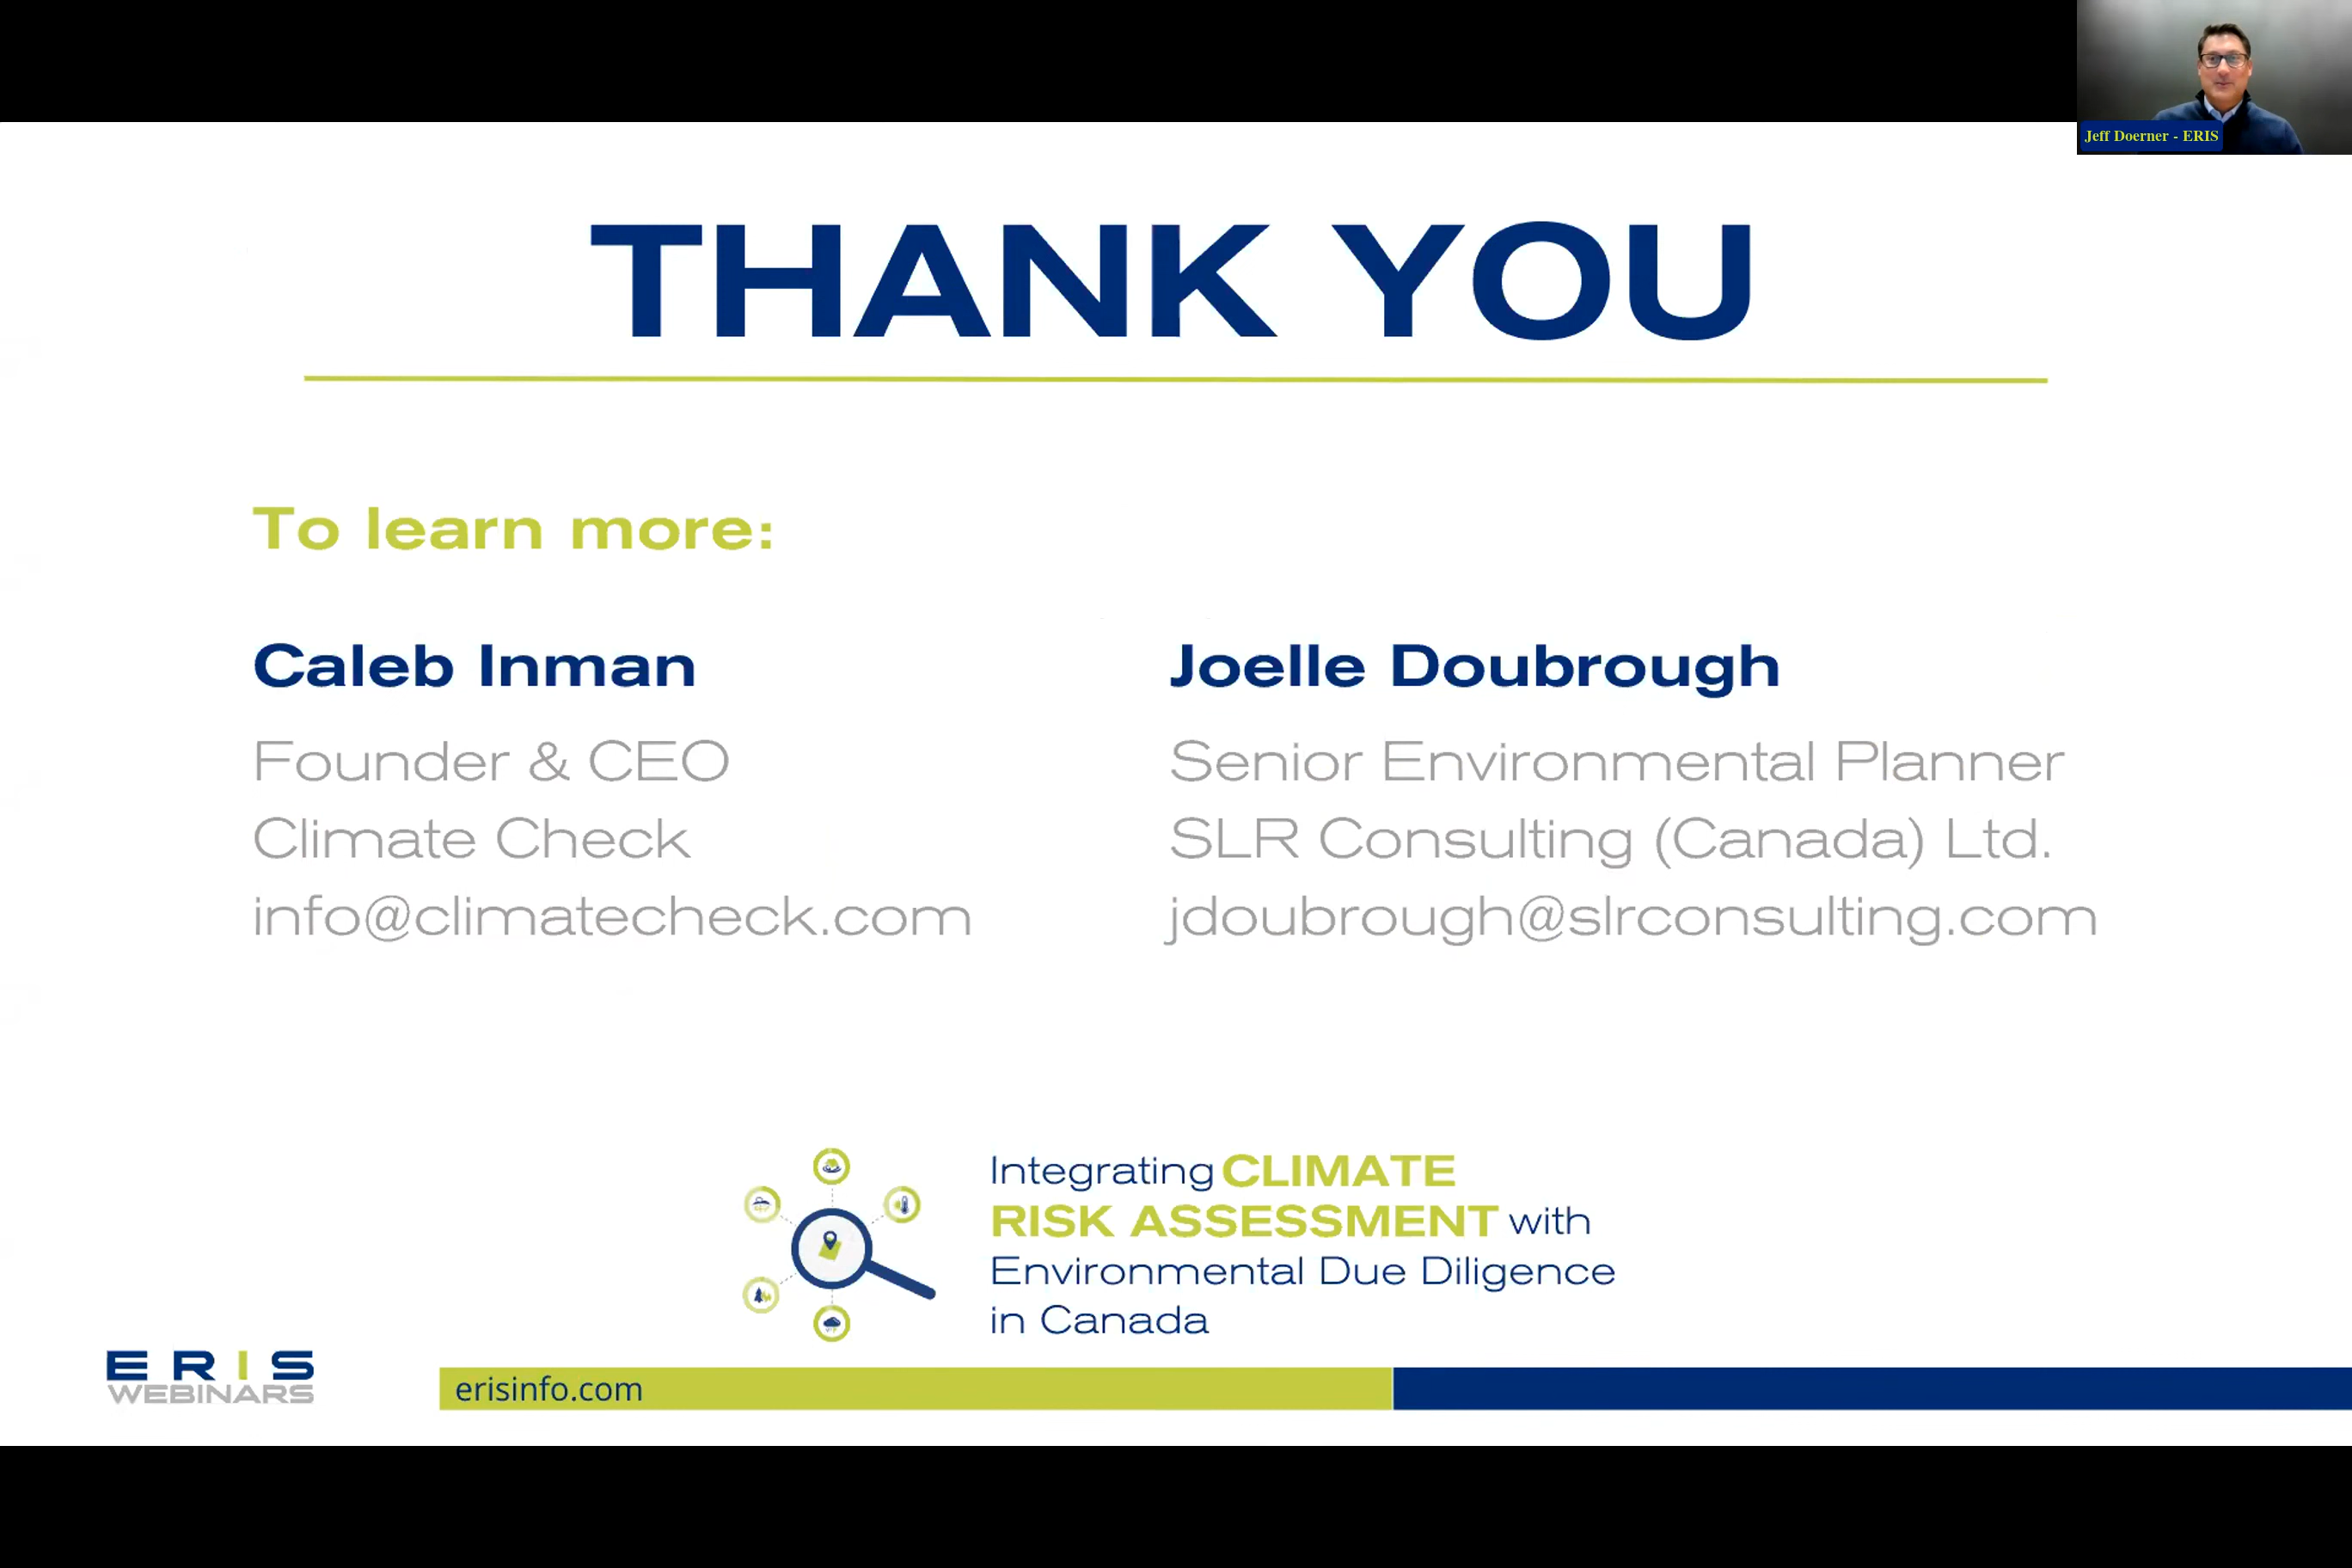 Jeff Doerner - ERIS
THANK YOU
To learn more:
Caleb Inman
Founder & CEO
Climate Check
info@climatecheck.com
Joelle Doubrough
Senior Environmental Planner
SLR Consulting (Canada) Ltd.
jdoubrough@slrconsulting.com
Integrating CLIMATE
RISK ASSESSMENT with
Environmental Due Diligence
in Canada
ERIS
WEBINARS
erisinfo.com